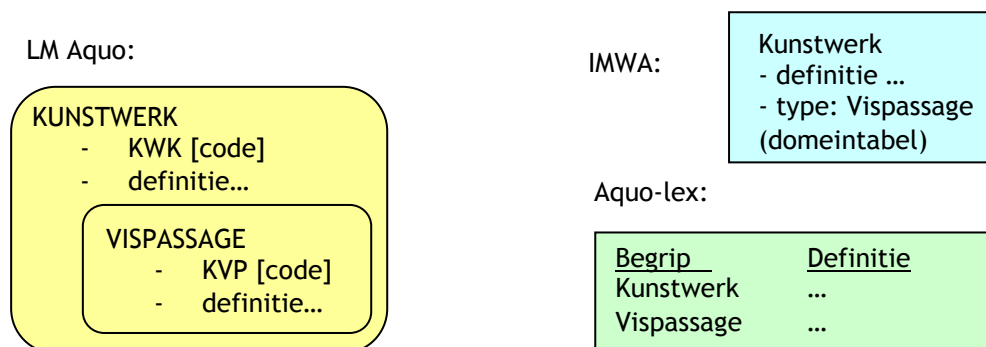 LM Aquo:
KUNSTWERK
- KWK [code]
- definitie…
VISPASSAGE
- KVP [code]
- definitie…
IMWA:
Kunstwerk
- definitie …
- type: Vispassage
(domeintabel)
Aquo-lex:
Begrip Definitie
Kunstwerk …
Vispassage …